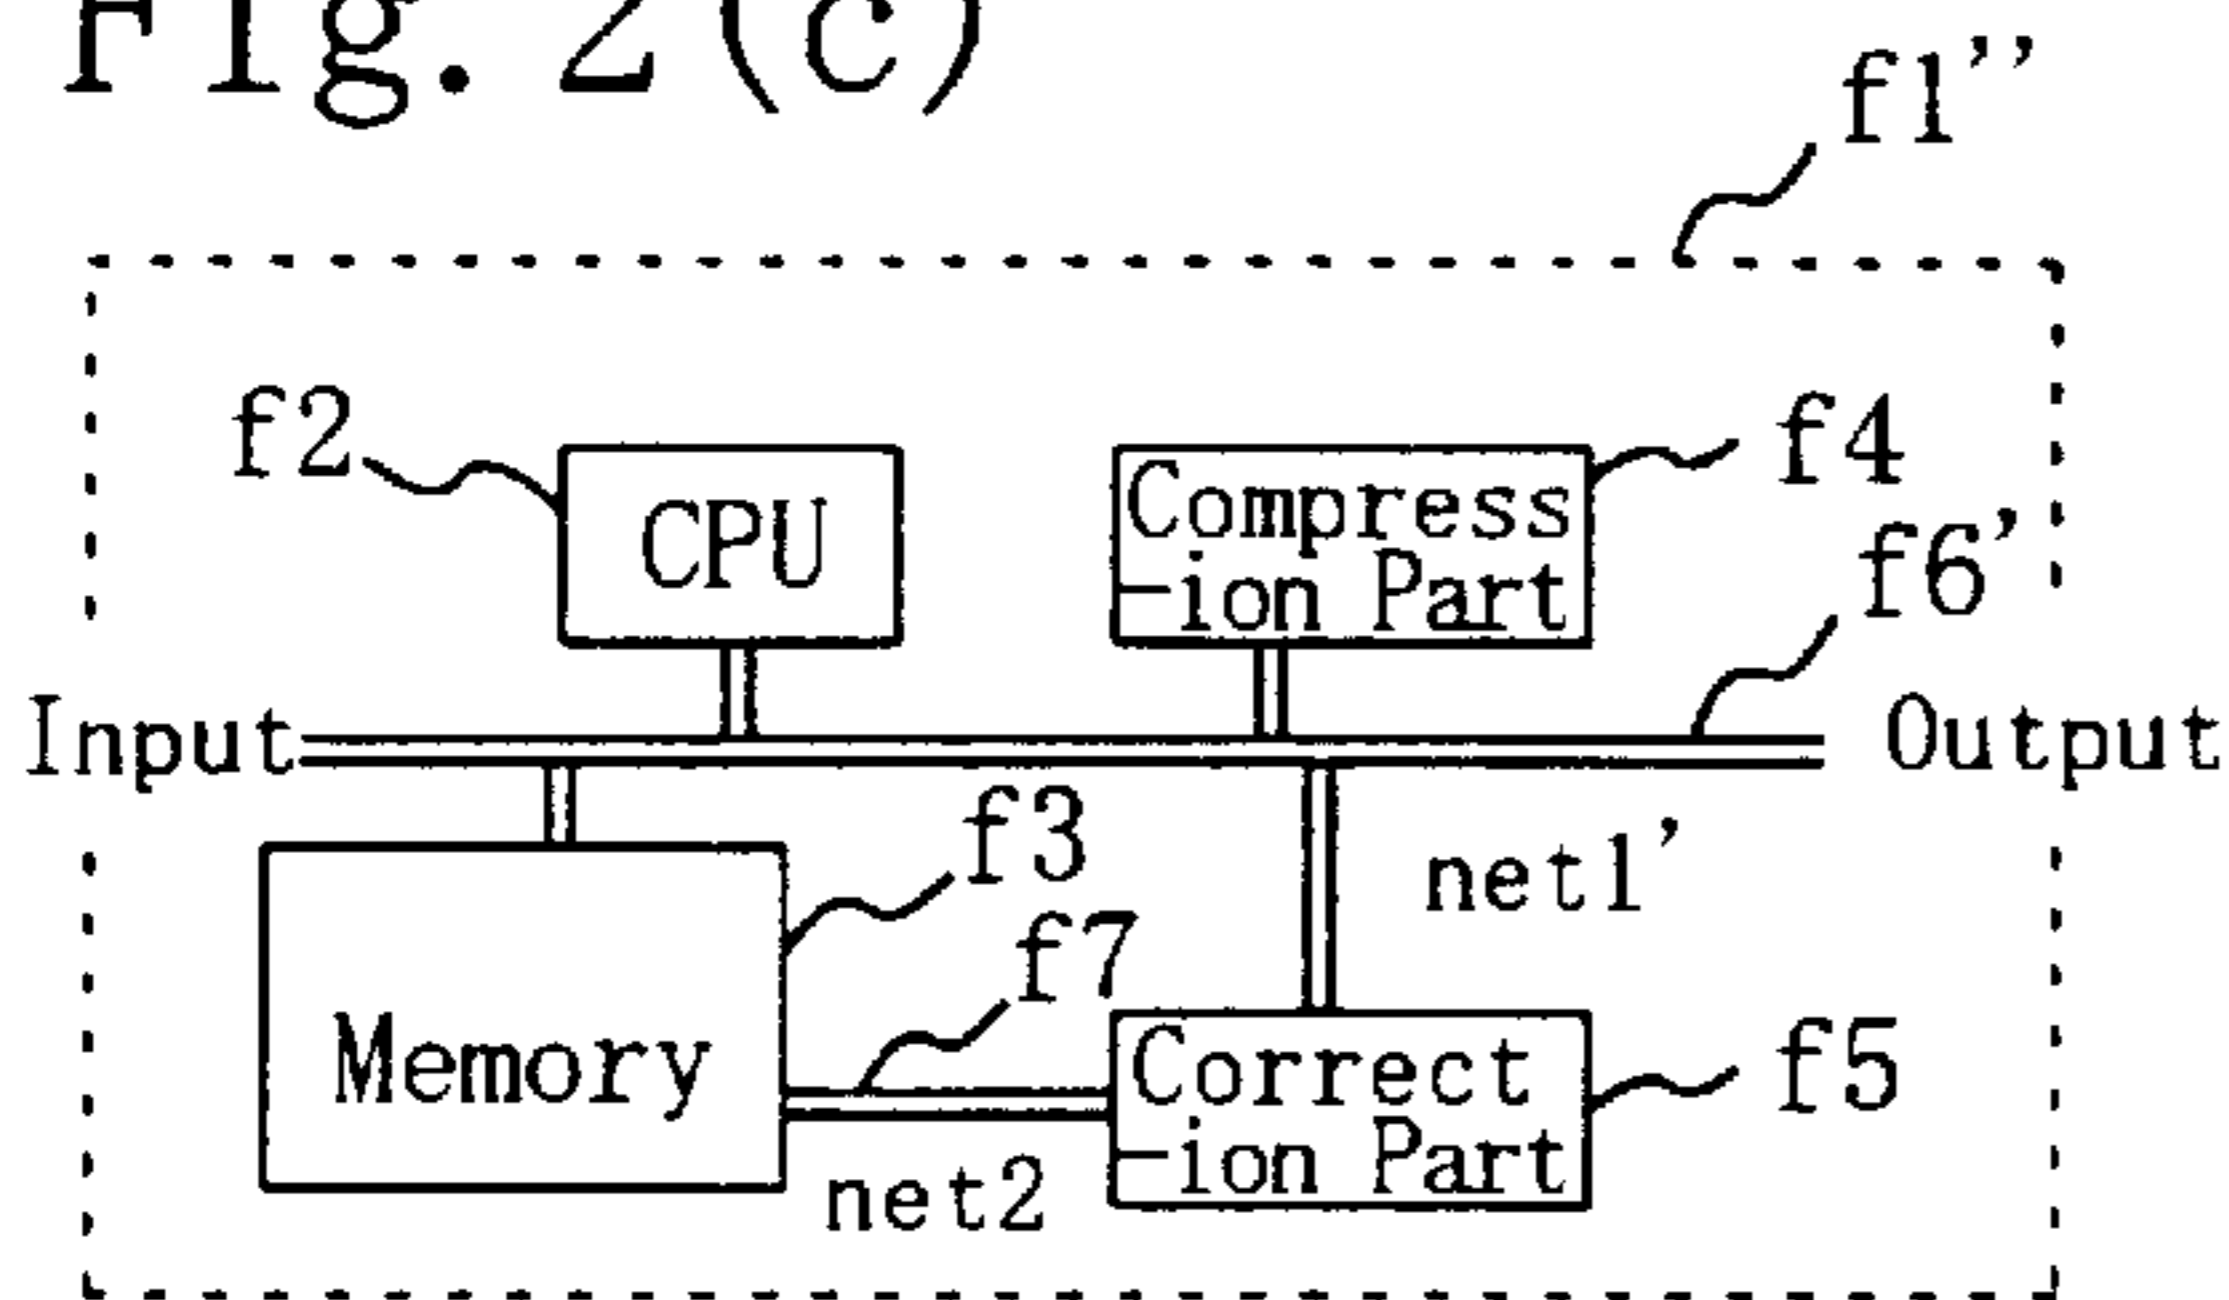 Fig. 2(c)
f1''
f2
CPU
Compress
-ion Part
f4
f6'
Input
Output
f3
net1'
f7
Memory
Correct
-ion Part
f5
net2